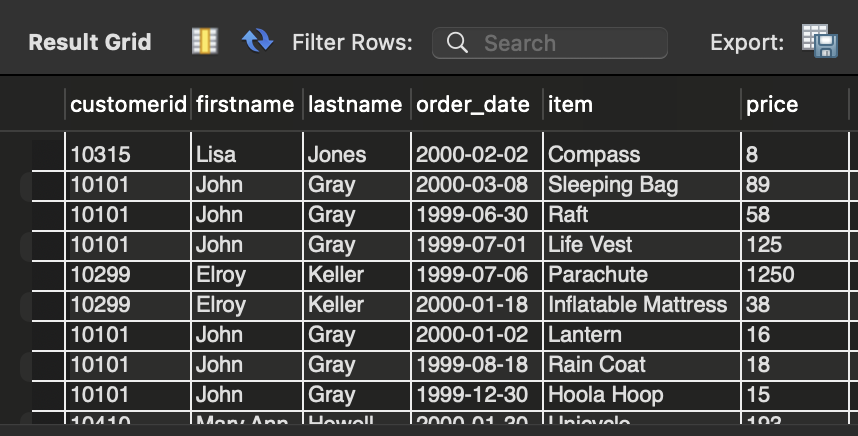 Result Grid Filter Rows: Search Export:
customerid firstname lastname order_date item price
10315 Lisa Jones 2000-02-02 Compass 8
10101 John Gray 2000-03-08 Sleeping Bag 89
10101 John Gray 1999-06-30 Raft 58
10101 John Gray 1999-07-01 Life Vest 125
10299 Elroy Keller 1999-07-06 Parachute 1250
10299 Elroy Keller 2000-01-18 Inflatable Mattress 38
10101 John Gray 2000-01-02 Lantern 16
10101 John Gray 1999-08-18 Rain Coat 18
10101 John Gray 1999-12-30 Hoola Hoop 15
10410 Mary Ann Howell 2000-01-30 Unicycle